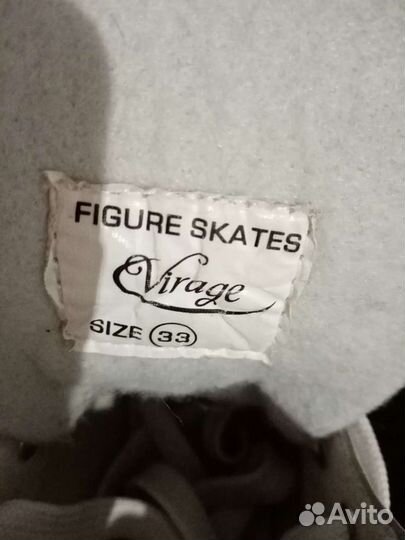 FIGURE SKATES
Virage
SIZE 33
Avito